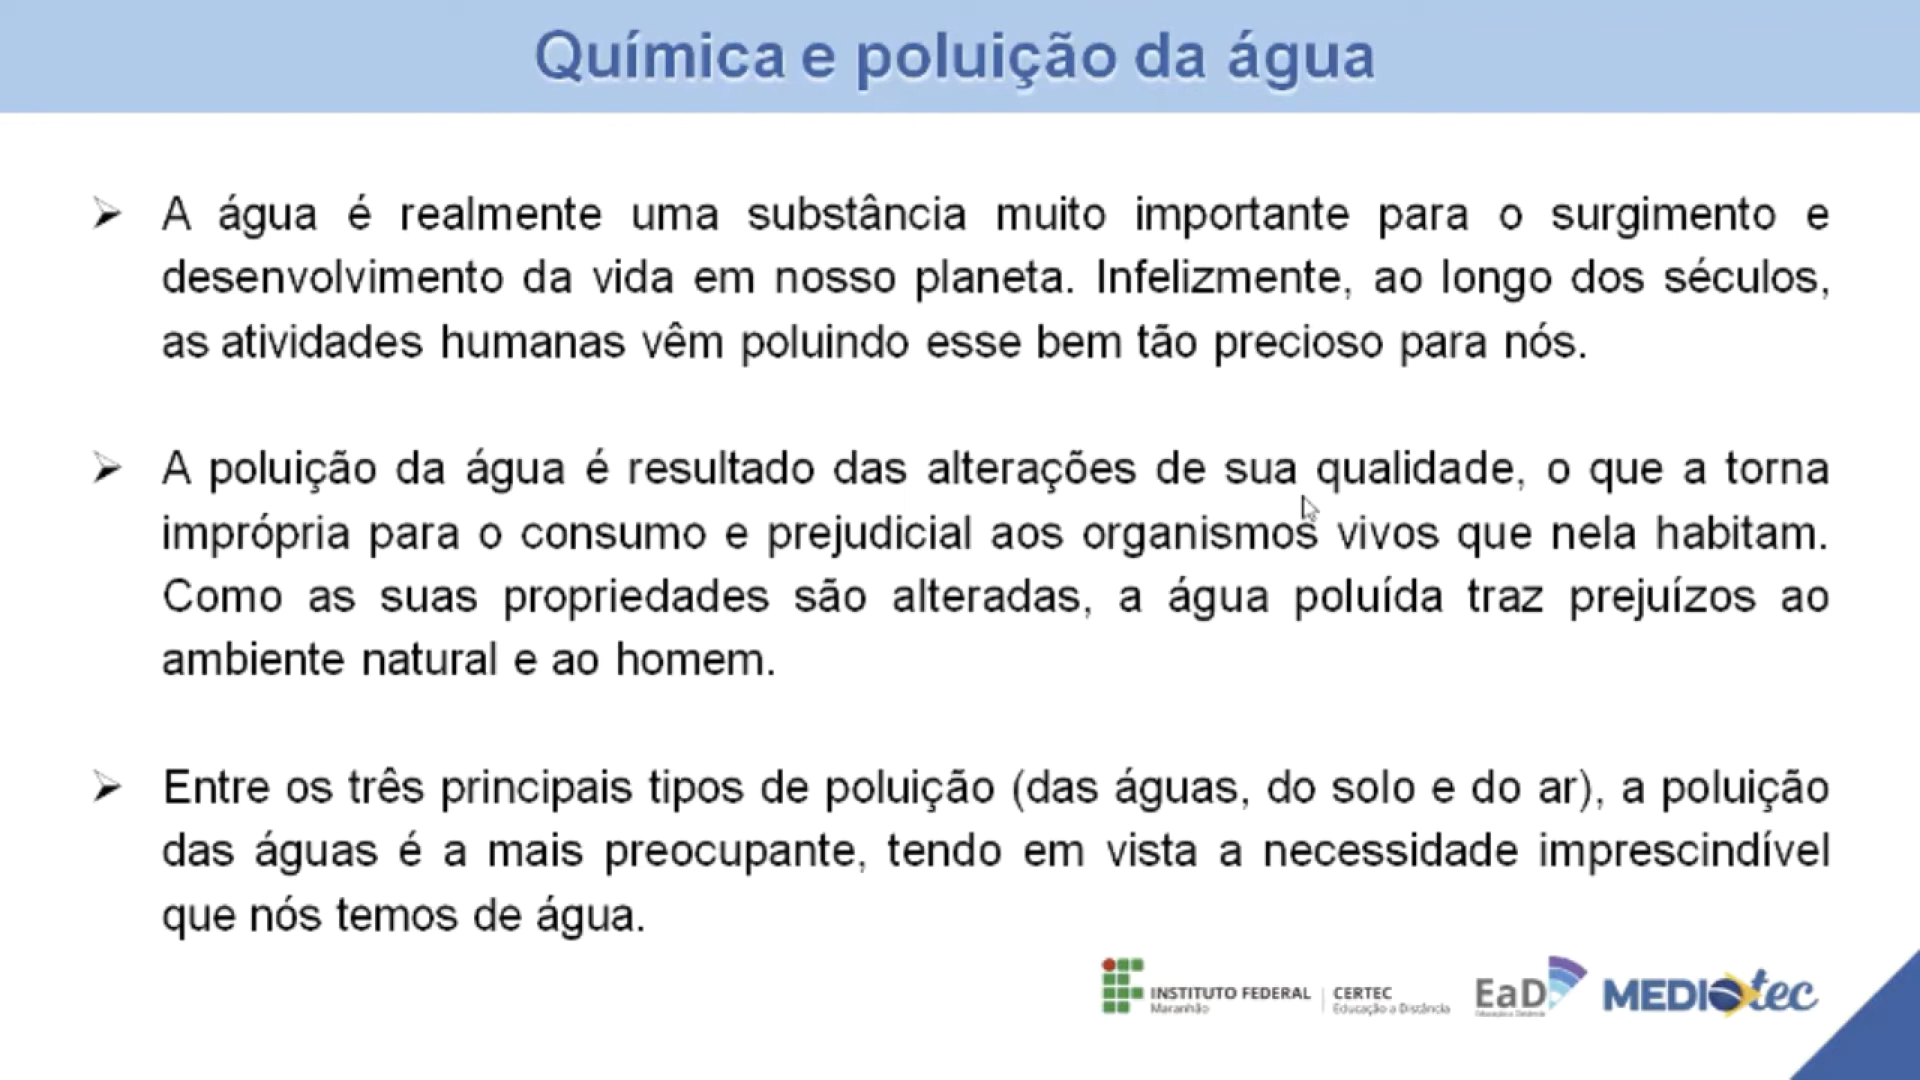 Química e poluição da água
A água é realmente uma substância muito importante para o surgimento e
desenvolvimento da vida em nosso planeta. Infelizmente, ao longo dos séculos,
as atividades humanas vêm poluindo esse bem tão precioso para nós.
A poluição da água é resultado das alterações de sua qualidade, o que a torna
imprópria para o consumo e prejudicial aos organismos vivos que nela habitam.
Como as suas propriedades são alteradas, a água poluída traz prejuízos ao
ambiente natural e ao homem.
Entre os três principais tipos de poluição (das águas, do solo e do ar), a poluição
das águas é a mais preocupante, tendo em vista a necessidade imprescindível
que nós temos de água.
INSTITUTO FEDERAL
Maranhão
CERTEC
Educação a Distância
EaD
Educação a Distância
MEDIOtec